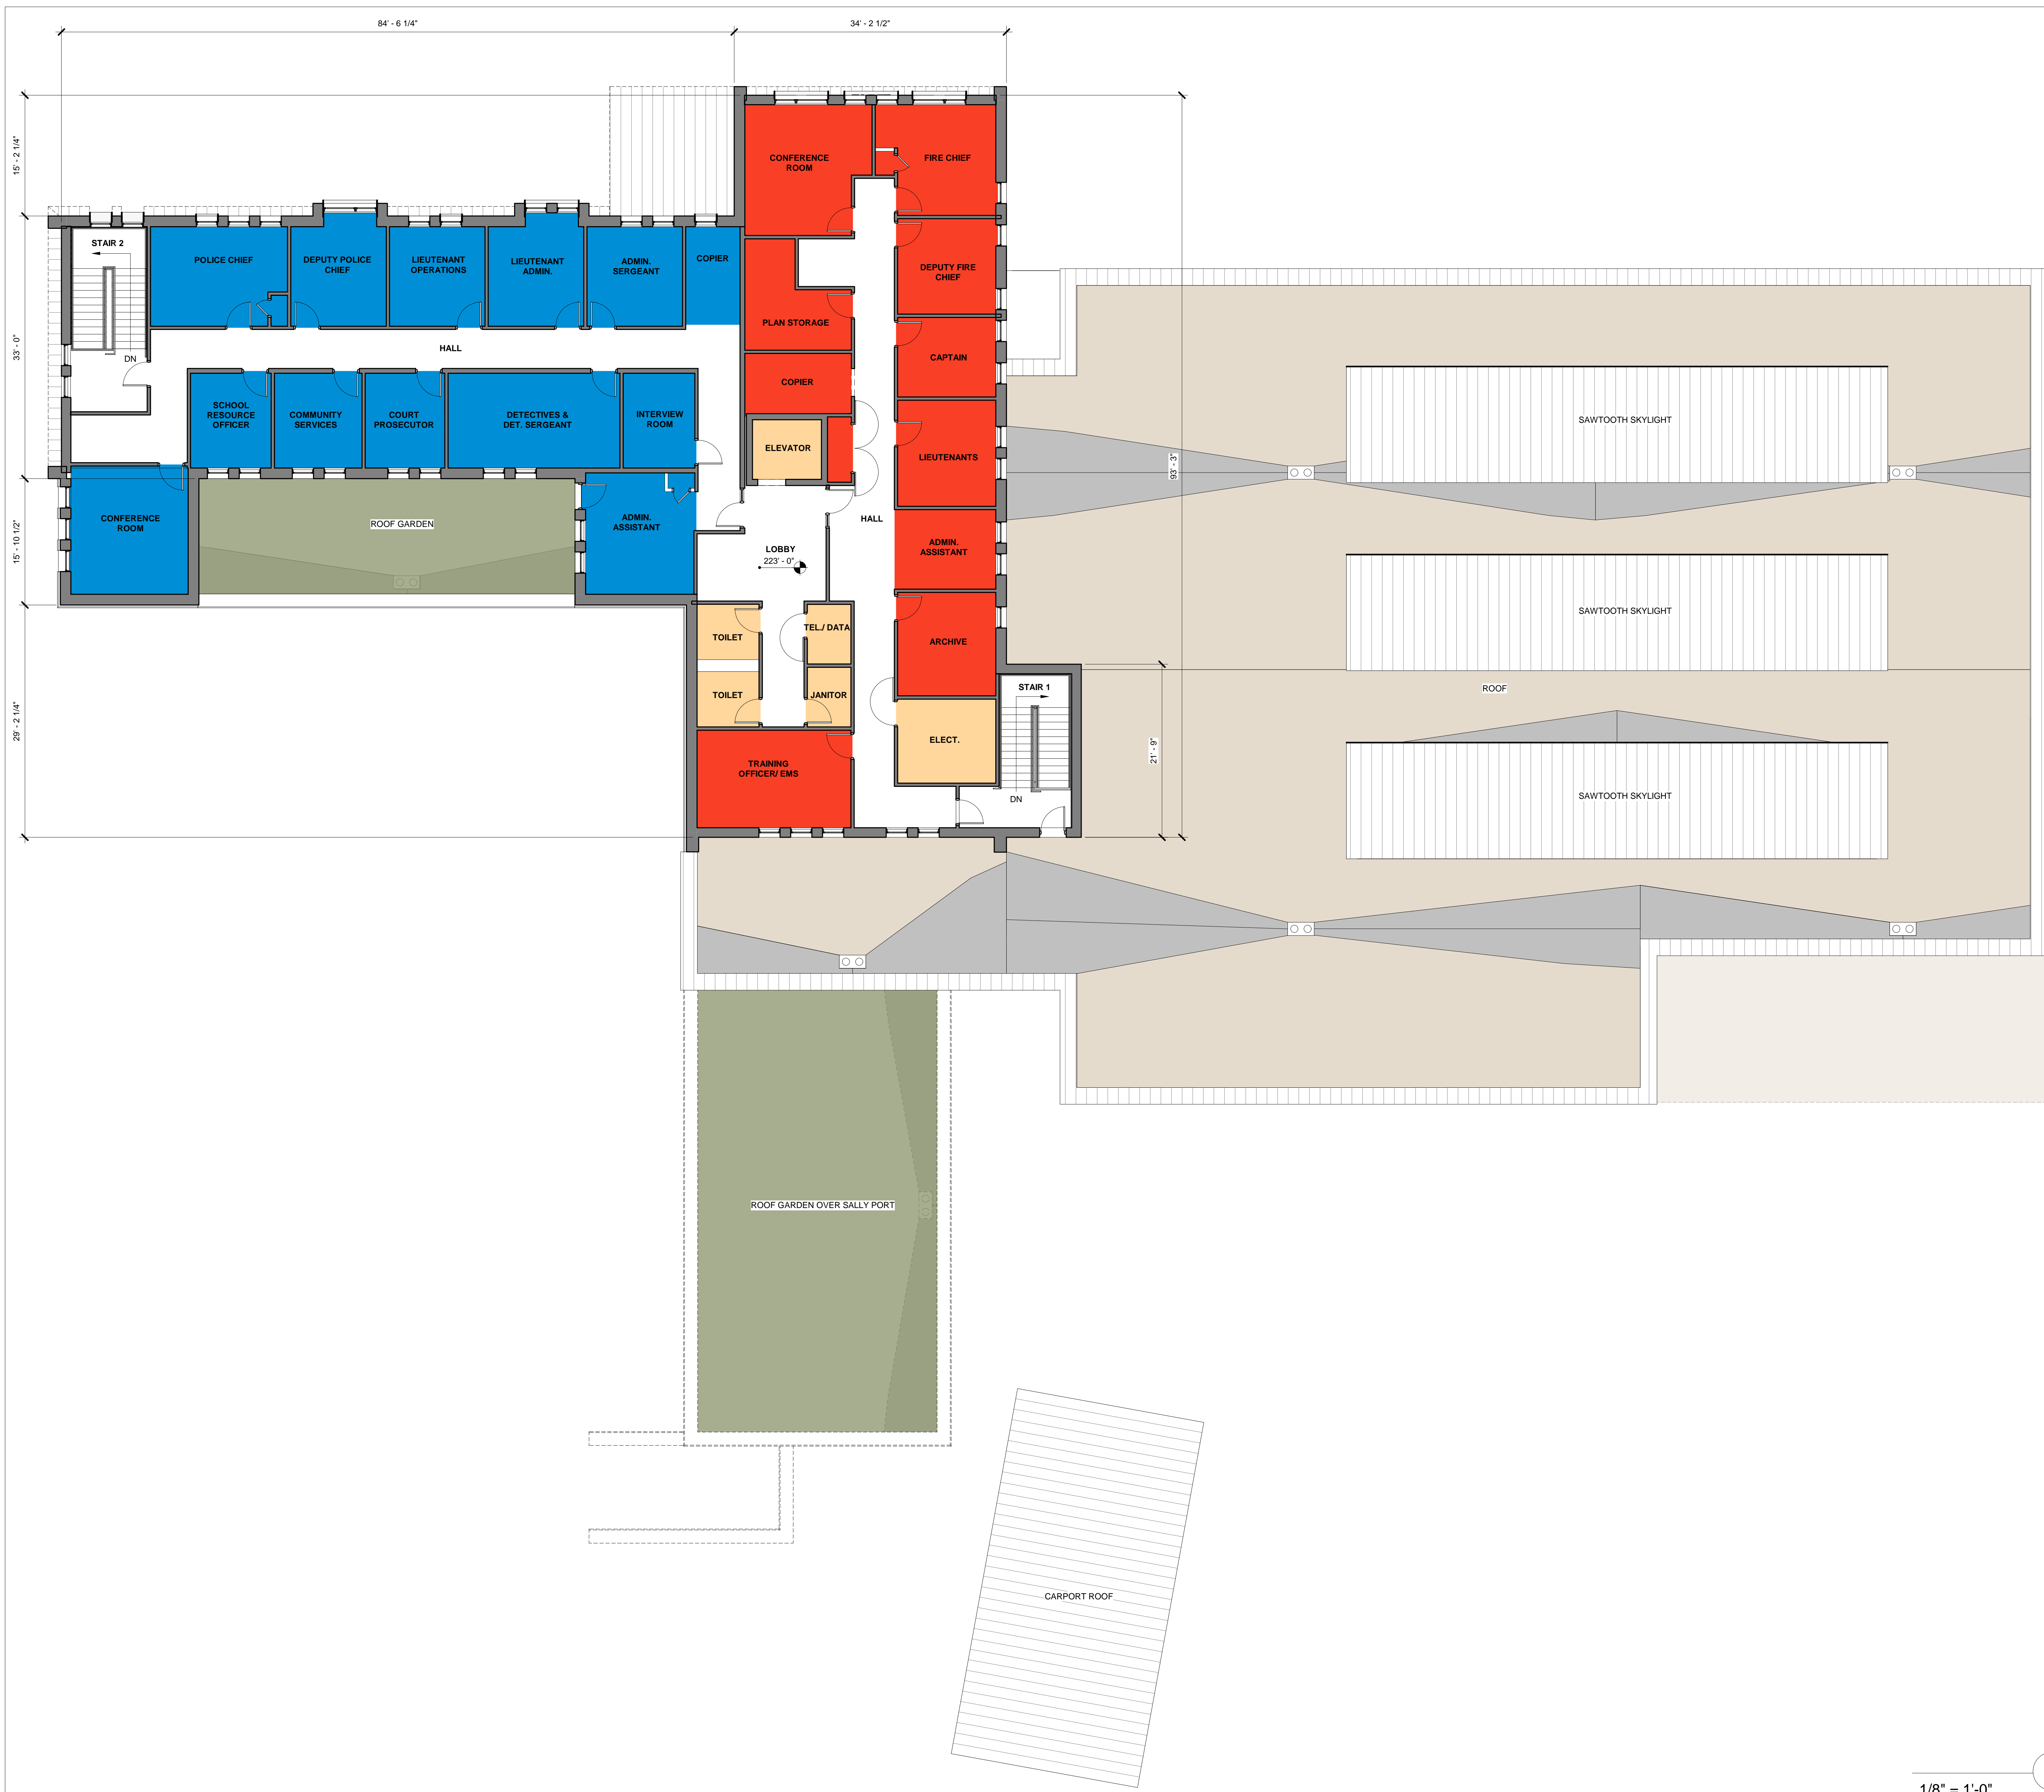 84' - 6 1/4"
34' - 2 1/2"
15' - 2 1/4"
33' - 0"
15' - 10 1/2"
29' - 2 1/4"
93' - 3"
21' - 9"
CONFERENCE
ROOM
FIRE CHIEF
STAIR 2
POLICE CHIEF
DEPUTY POLICE
CHIEF
LIEUTENANT
OPERATIONS
LIEUTENANT
ADMIN.
ADMIN.
SERGEANT
COPIER
DEPUTY FIRE
CHIEF
PLAN STORAGE
DN
HALL
CAPTAIN
COPIER
SCHOOL
RESOURCE
OFFICER
COMMUNITY
SERVICES
COURT
PROSECUTOR
DETECTIVES &
DET. SERGEANT
INTERVIEW
ROOM
ELEVATOR
LIEUTENANTS
SAWTOOTH SKYLIGHT
CONFERENCE
ROOM
ROOF GARDEN
ADMIN.
ASSISTANT
HALL
LOBBY
223' - 0"
ADMIN.
ASSISTANT
SAWTOOTH SKYLIGHT
TOILET
TEL./ DATA
ARCHIVE
TOILET
JANITOR
STAIR 1
ROOF
ELECT.
TRAINING
OFFICER/ EMS
DN
SAWTOOTH SKYLIGHT
ROOF GARDEN OVER SALLY PORT
CARPORT ROOF
1/8" = 1'-0"